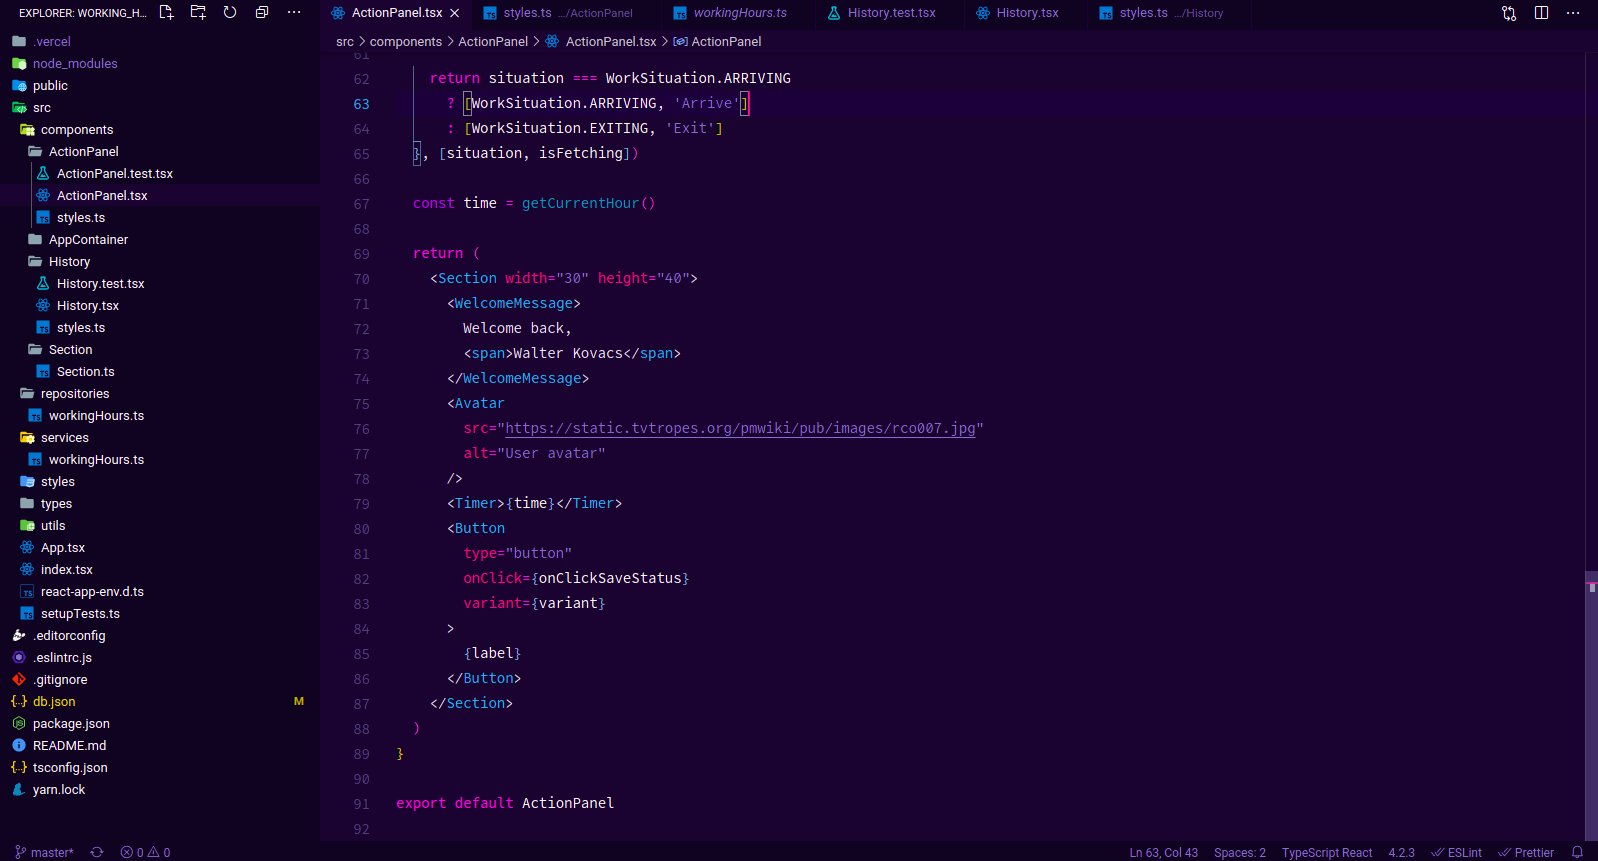 EXPLORER: WORKING_H...
.vercel
node_modules
public
src
components
ActionPanel
ActionPanel.test.tsx
ActionPanel.tsx
styles.ts
AppContainer
History
History.test.tsx
History.tsx
styles.ts
Section
Section.ts
repositories
workingHours.ts
services
workingHours.ts
styles
types
utils
App.tsx
index.tsx
react-app-env.d.ts
setupTests.ts
.editorconfig
.eslintrc.js
.gitignore
db.json M
package.json
README.md
tsconfig.json
yarn.lock
ActionPanel.tsx styles.ts .../ActionPanel workingHours.ts History.test.tsx History.tsx styles.ts .../History
src > components > ActionPanel > ActionPanel.tsx > ActionPanel
61
62 return situation === WorkSituation.ARRIVING
63 ? [WorkSituation.ARRIVING, 'Arrive']
64 : [WorkSituation.EXITING, 'Exit']
65 }, [situation, isFetching])
66
67 const time = getCurrentHour()
68
69 return (
70 <Section width="30" height="40">
71 <WelcomeMessage>
72 Welcome back,
73 <span>Walter Kovacs</span>
74 </WelcomeMessage>
75 <Avatar
76 src="https://static.tvtropes.org/pmwiki/pub/images/rco007.jpg"
77 alt="User avatar"
78 />
79 <Timer>{time}</Timer>
80 <Button
81 type="button"
82 onClick={onClickSaveStatus}
83 variant={variant}
84 >
85 {label}
86 </Button>
87 </Section>
88 )
89 }
90
91 export default ActionPanel
92
master* 0 0 Ln 63, Col 43 Spaces: 2 TypeScript React 4.2.3 ESLint Prettier